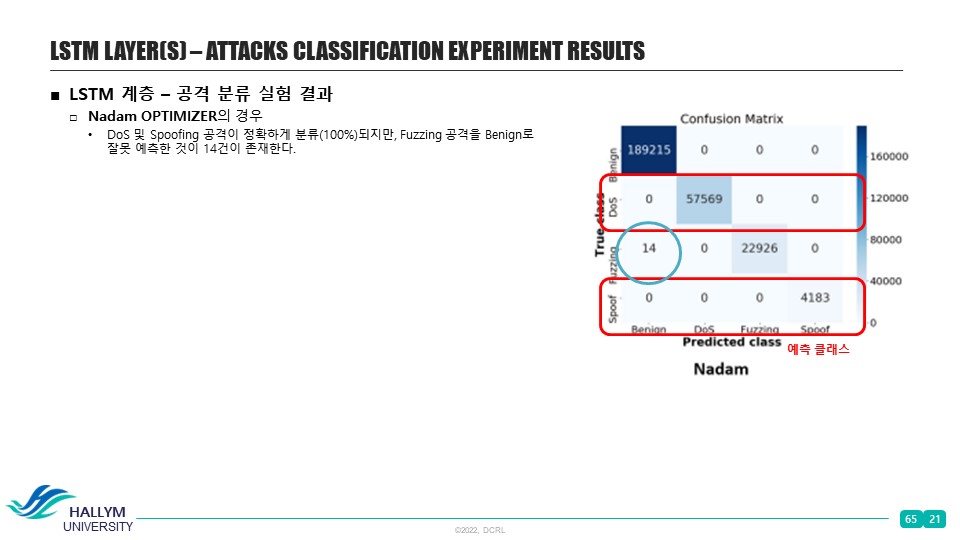 LSTM LAYER(S) – ATTACKS CLASSIFICATION EXPERIMENT RESULTS
■ LSTM 계층 – 공격 분류 실험 결과
□ Nadam OPTIMIZER의 경우
• DoS 및 Spoofing 공격이 정확하게 분류(100%)되지만, Fuzzing 공격을 Benign로
잘못 예측한 것이 14건이 존재한다.
Confusion Matrix
True class
Benign 189215 0 0 0
DoS 0 57569 0 0
Fuzzing 14 0 22926 0
Spoof 0 0 0 4183
Benign DoS Fuzzing Spoof
Predicted class
예측 클래스
160000
120000
80000
40000
0
Nadam
HALLYM
UNIVERSITY
©2022, DCRL
65 21